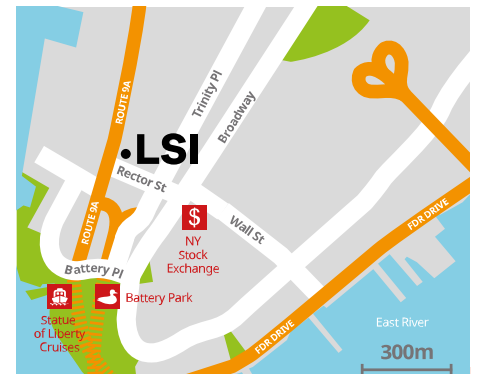 ROUTE 9A
Trinity Pl
Broadway
LSI
Rector St
ROUTE 9A
$
Wall St
NY
Stock
Exchange
FDR DRIVE
Battery Pl
Battery Park
Statue
of Liberty
Cruises
FDR DRIVE
East River
300m